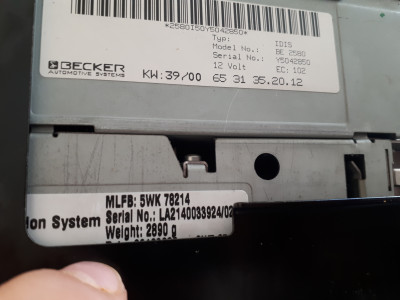 *2580I50Y5042850*
BECKER
AUTOMOTIVE SYSTEMS
Typ: IDIS
Model No.: BE 2580
Serial No.: Y5042850
12 Volt EC: 102
KW:39/00 65 31 35.20.12
ion System
MLFB: 5WK 78214
Serial No.: LA2140033924/02
Weight: 2890 g